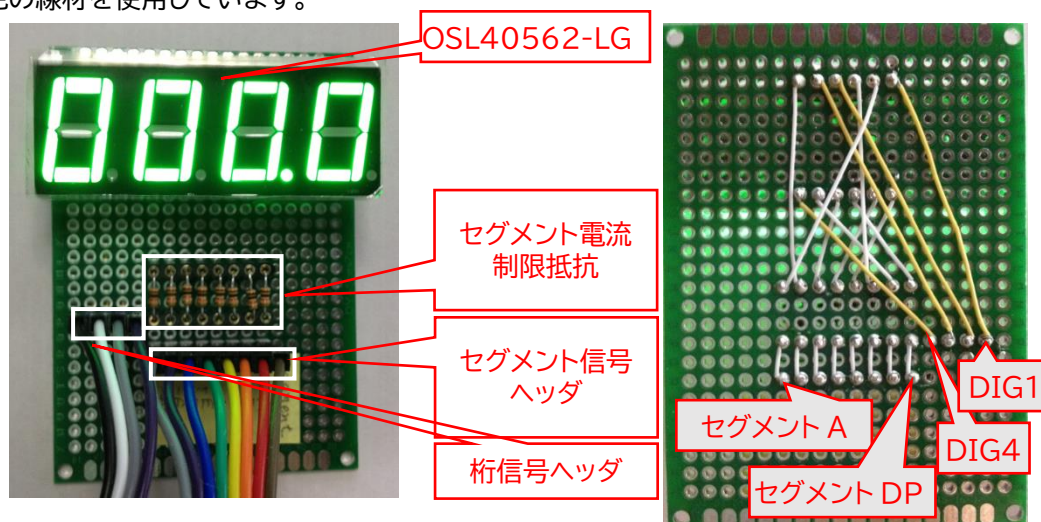 の線材を使用しています。
OSL40562-LG
セグメント電流
制限抵抗
セグメント信号
ヘッダ
桁信号ヘッダ
000.0
セグメント A
セグメント DP
DIG1
DIG4